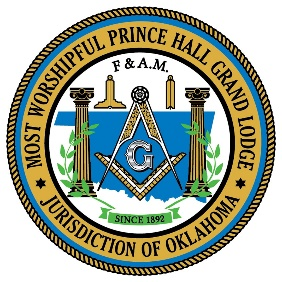 MOST WORSHIPFUL PRINCE HALL GRAND LODGE
F & A.M.
G
SINCE 1892
JURISDICTION OF OKLAHOMA